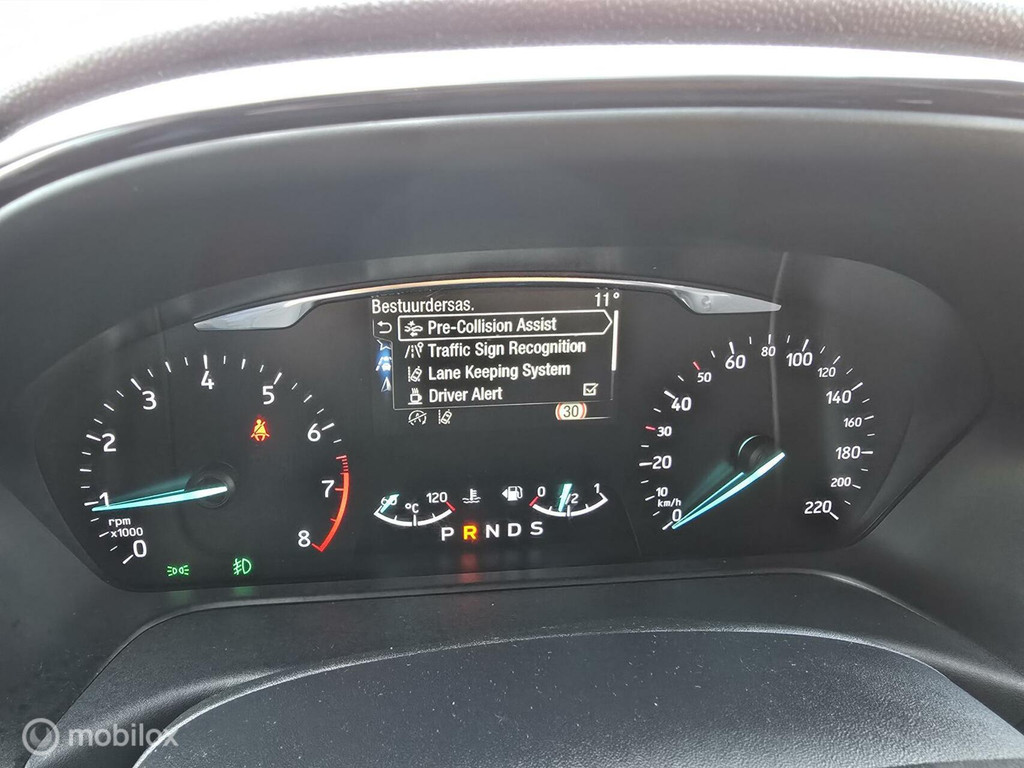 Bestuurdersas. 11°
Pre-Collision Assist
Traffic Sign Recognition
Lane Keeping System
Driver Alert
30
0 1 2 3 4 5 6 7 8
rpm
x1000
60 °C 120
0 1/2 1
P R N D S
0 10 20 30 40 50 60 80 100 120 140 160 180 200 220
km/h
mobilox